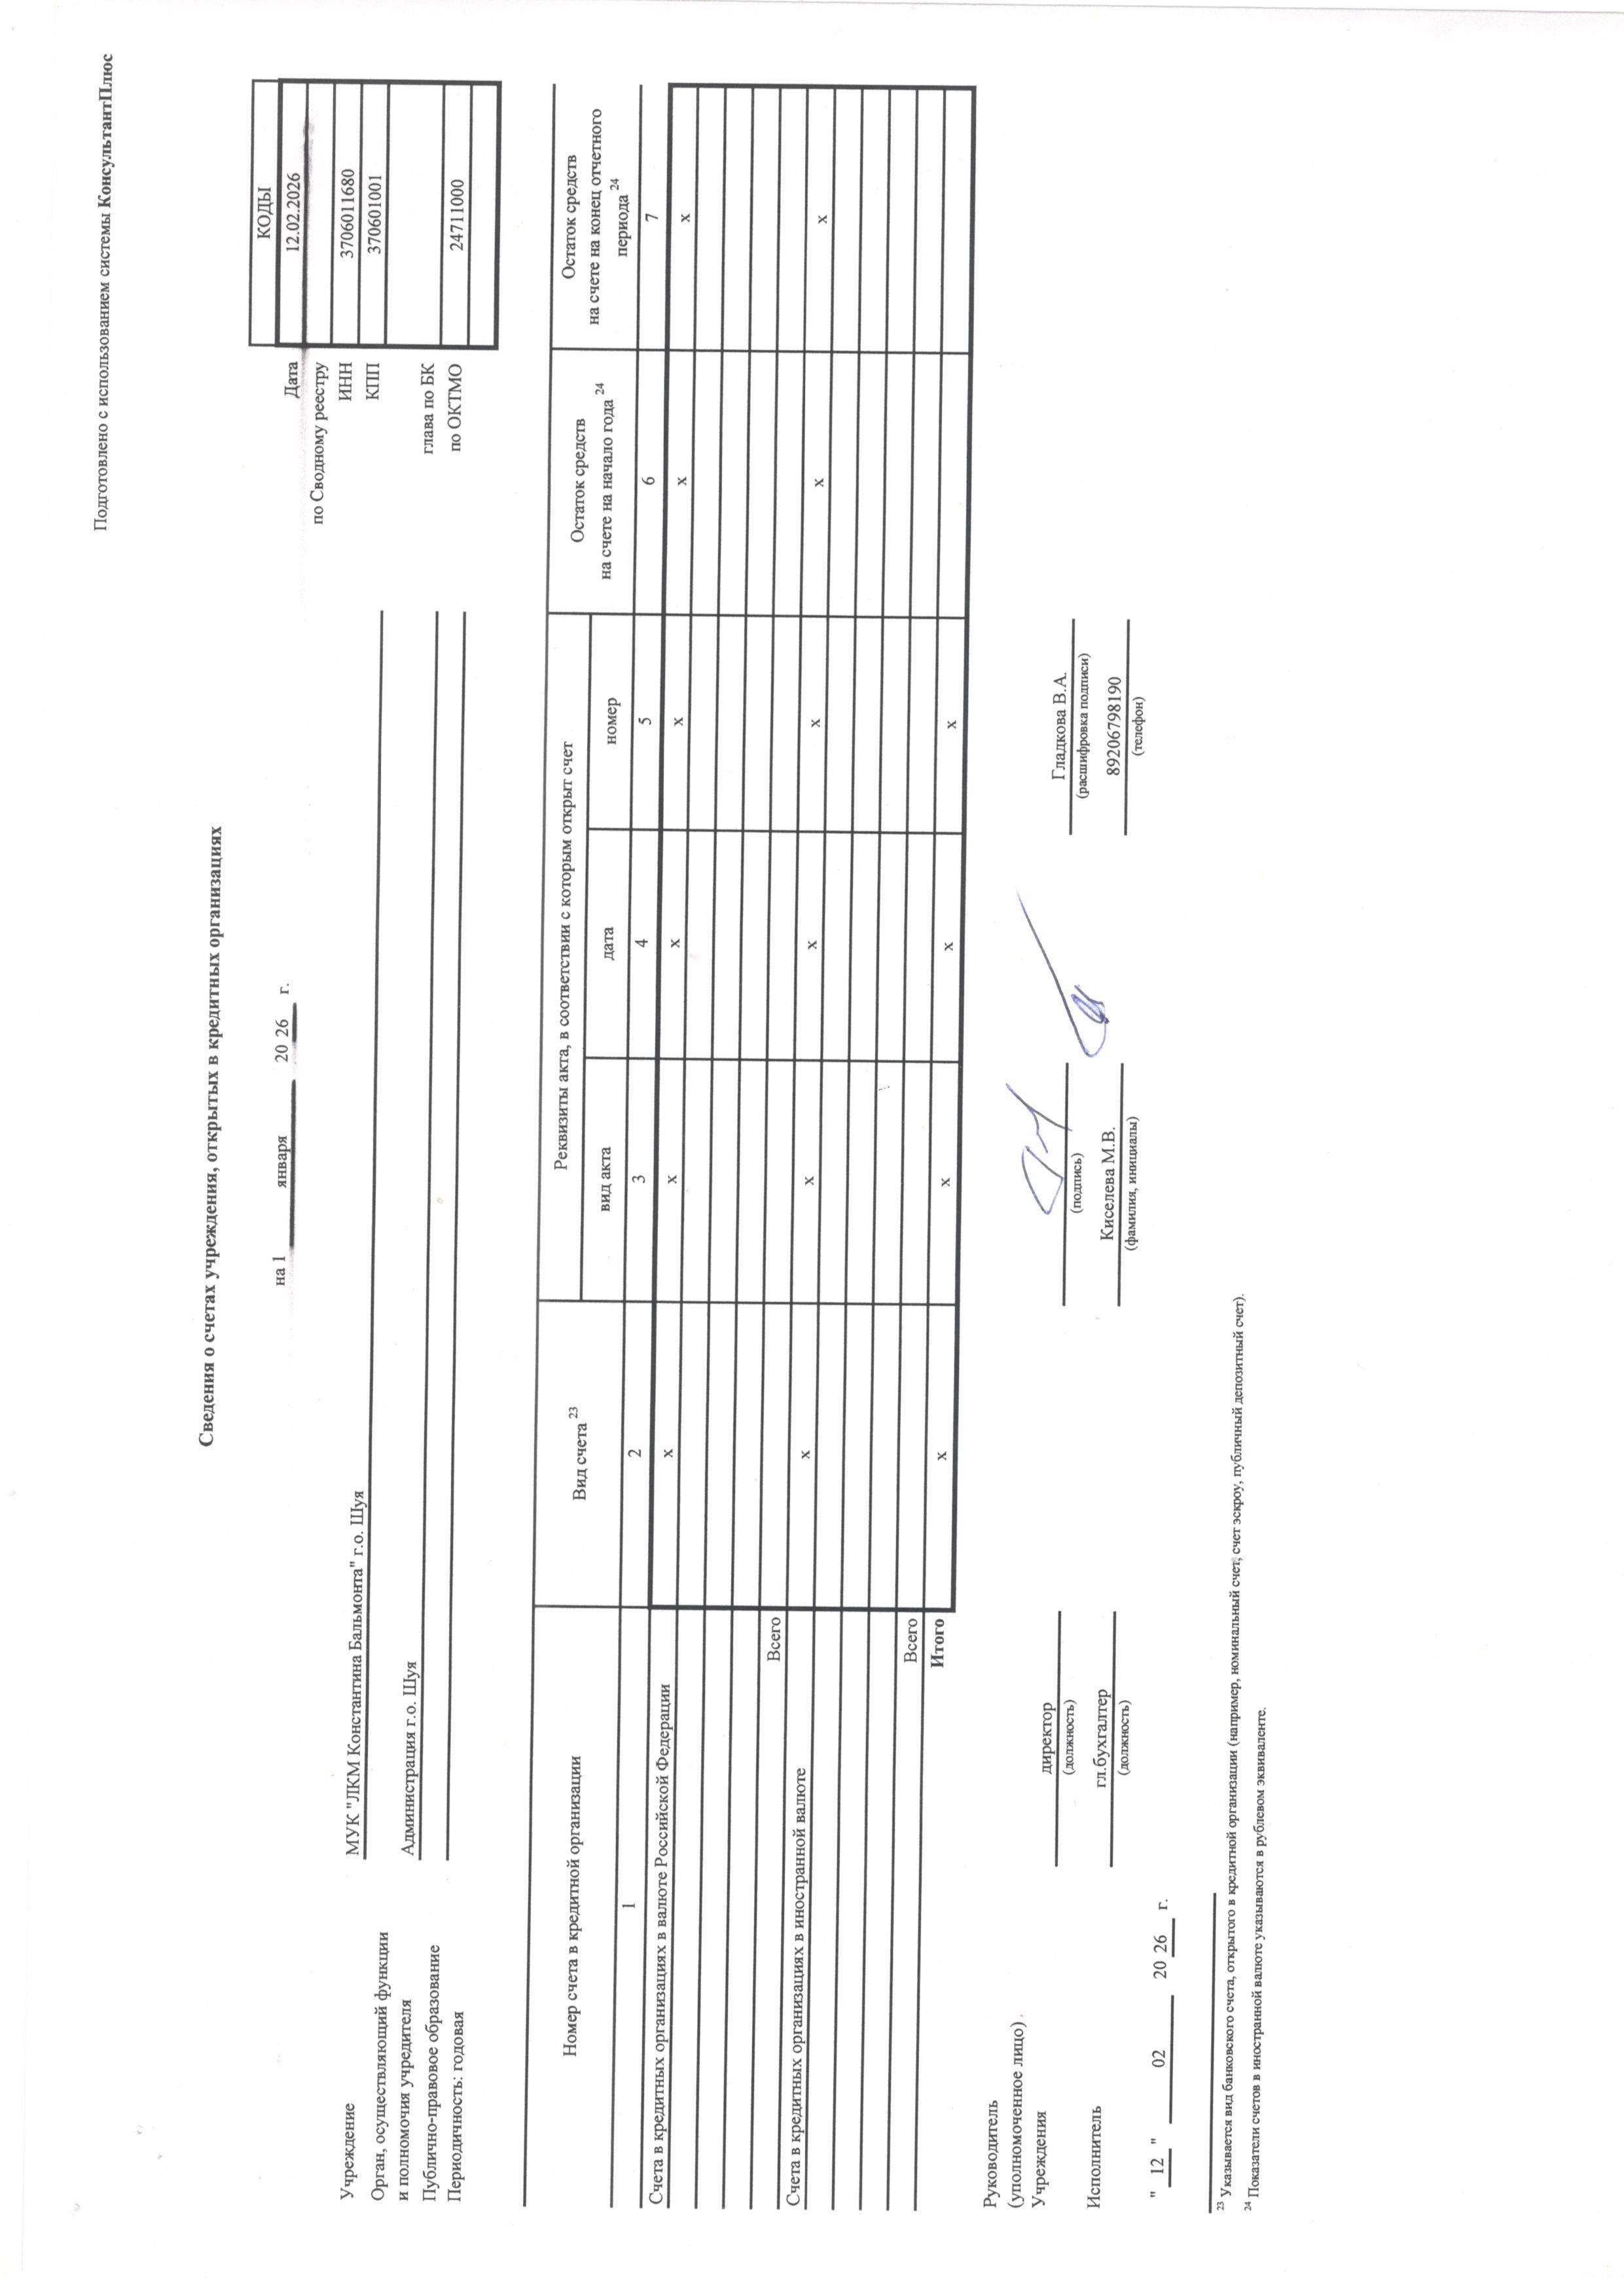 Подготовлено с использованием системы КонсультантПлюс
Сведения о счетах учреждения, открытых в кредитных организациях
КОДЫ
на 1 января 20 26 г.
Дата 12.02.2026
по Сводному реестру
Учреждение МУК "ЛКМ Константина Бальмонта" г.о. Шуя ИНН 3706011680
КПП 370601001
Орган, осуществляющий функции
и полномочия учредителя Администрация г.о. Шуя
Публично-правовое образование глава по БК
Периодичность: годовая по ОКТМО 24711000
Номер счета в кредитной организации Вид счета 23 Реквизиты акта, в соответствии с которым открыт счет Остаток средств на счете на начало года 24 Остаток средств на счете на конец отчетного периода 24
вид акта дата номер
1 2 3 4 5 6 7
Счета в кредитных организациях в валюте Российской Федерации x x x x x x
Всего
Счета в кредитных организациях в иностранной валюте x x x x x x
Всего
Итого x x x x
Руководитель
(уполномоченное лицо)
Учреждения директор Гладкова В.А.
(должность) (подпись) (расшифровка подписи)
Исполнитель гл.бухгалтер Киселева М.В. 89206798190
(должность) (фамилия, инициалы) (телефон)
" 12 " 02 20 26 г.
23 Указывается вид банковского счета, открытого в кредитной организации (например, номинальный счет, счет эскроу, публичный депозитный счет).
24 Показатели счетов в иностранной валюте указываются в рублевом эквиваленте.